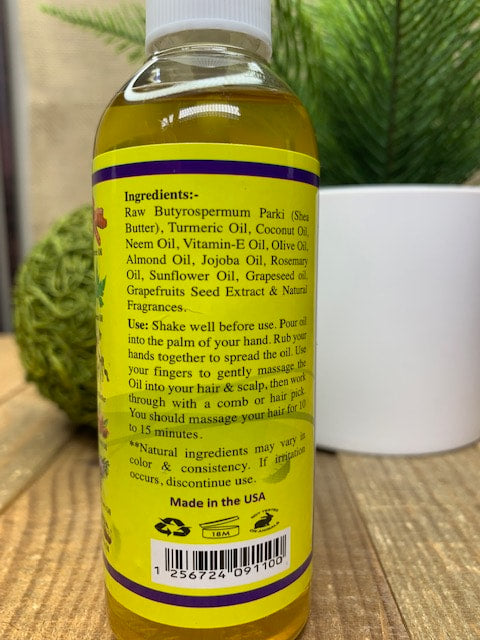 Ingredients:-
Raw Butyrospermum Parki (Shea
Butter), Turmeric Oil, Coconut Oil,
Neem Oil, Vitamin-E Oil, Olive Oil,
Almond Oil, Jojoba Oil, Rosemary
Oil, Sunflower Oil, Grapeseed oil,
Grapefruits Seed Extract & Natural
Fragrances.
Use: Shake well before use. Pour oil
into the palm of your hand. Rub your
hands together to spread the oil. Use
your fingers to gently massage the
Oil into your hair & scalp, then work
through with a comb or hair pick.
You should massage your hair for 10
to 15 minutes.
**Natural ingredients may vary in
color & consistency. If irritation
occurs, discontinue use.
Made in the USA
18M
NOT TESTED
ON ANIMALS
1 256724 091100